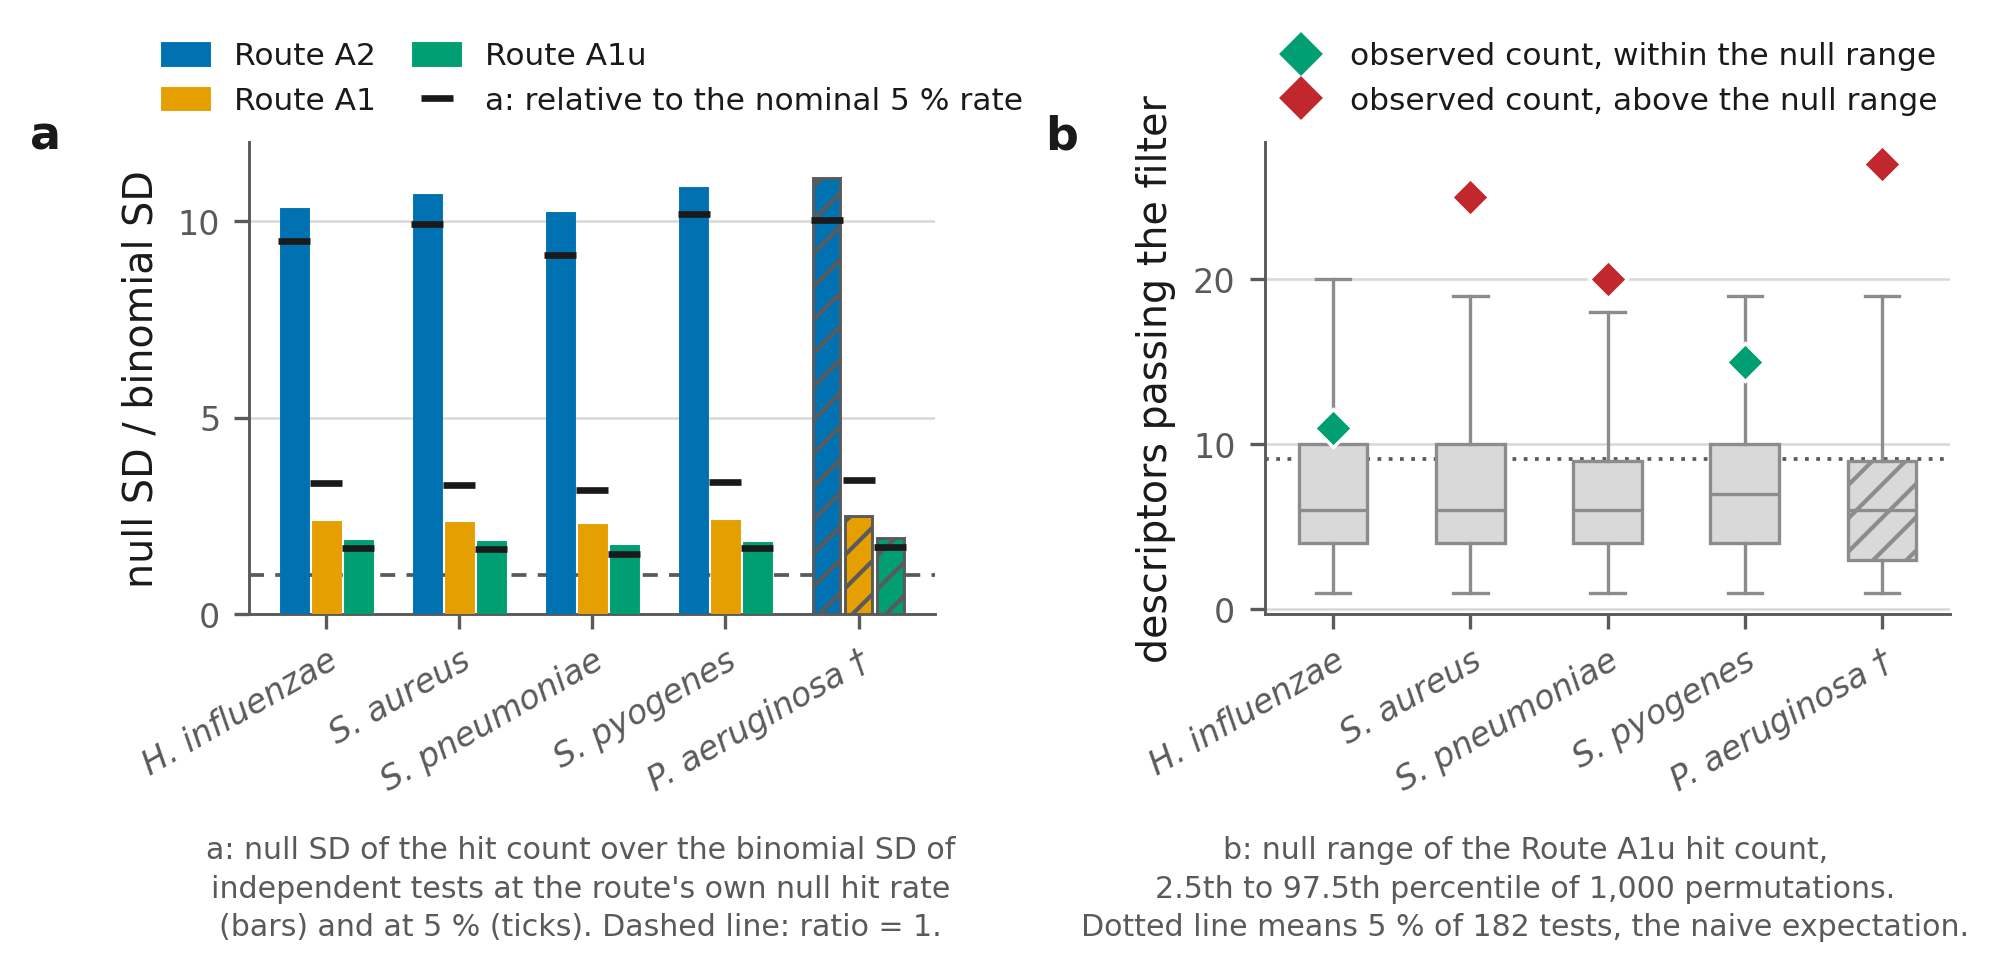 Route A2
Route A1
Route A1u
a: relative to the nominal 5 % rate
a
null SD / binomial SD
10
5
0
H. influenzae
S. aureus
S. pneumoniae
S. pyogenes
P. aeruginosa †
a: null SD of the hit count over the binomial SD of
independent tests at the route's own null hit rate
(bars) and at 5 % (ticks). Dashed line: ratio = 1.
observed count, within the null range
observed count, above the null range
b
descriptors passing the filter
20
10
0
H. influenzae
S. aureus
S. pneumoniae
S. pyogenes
P. aeruginosa †
b: null range of the Route A1u hit count,
2.5th to 97.5th percentile of 1,000 permutations.
Dotted line means 5 % of 182 tests, the naive expectation.